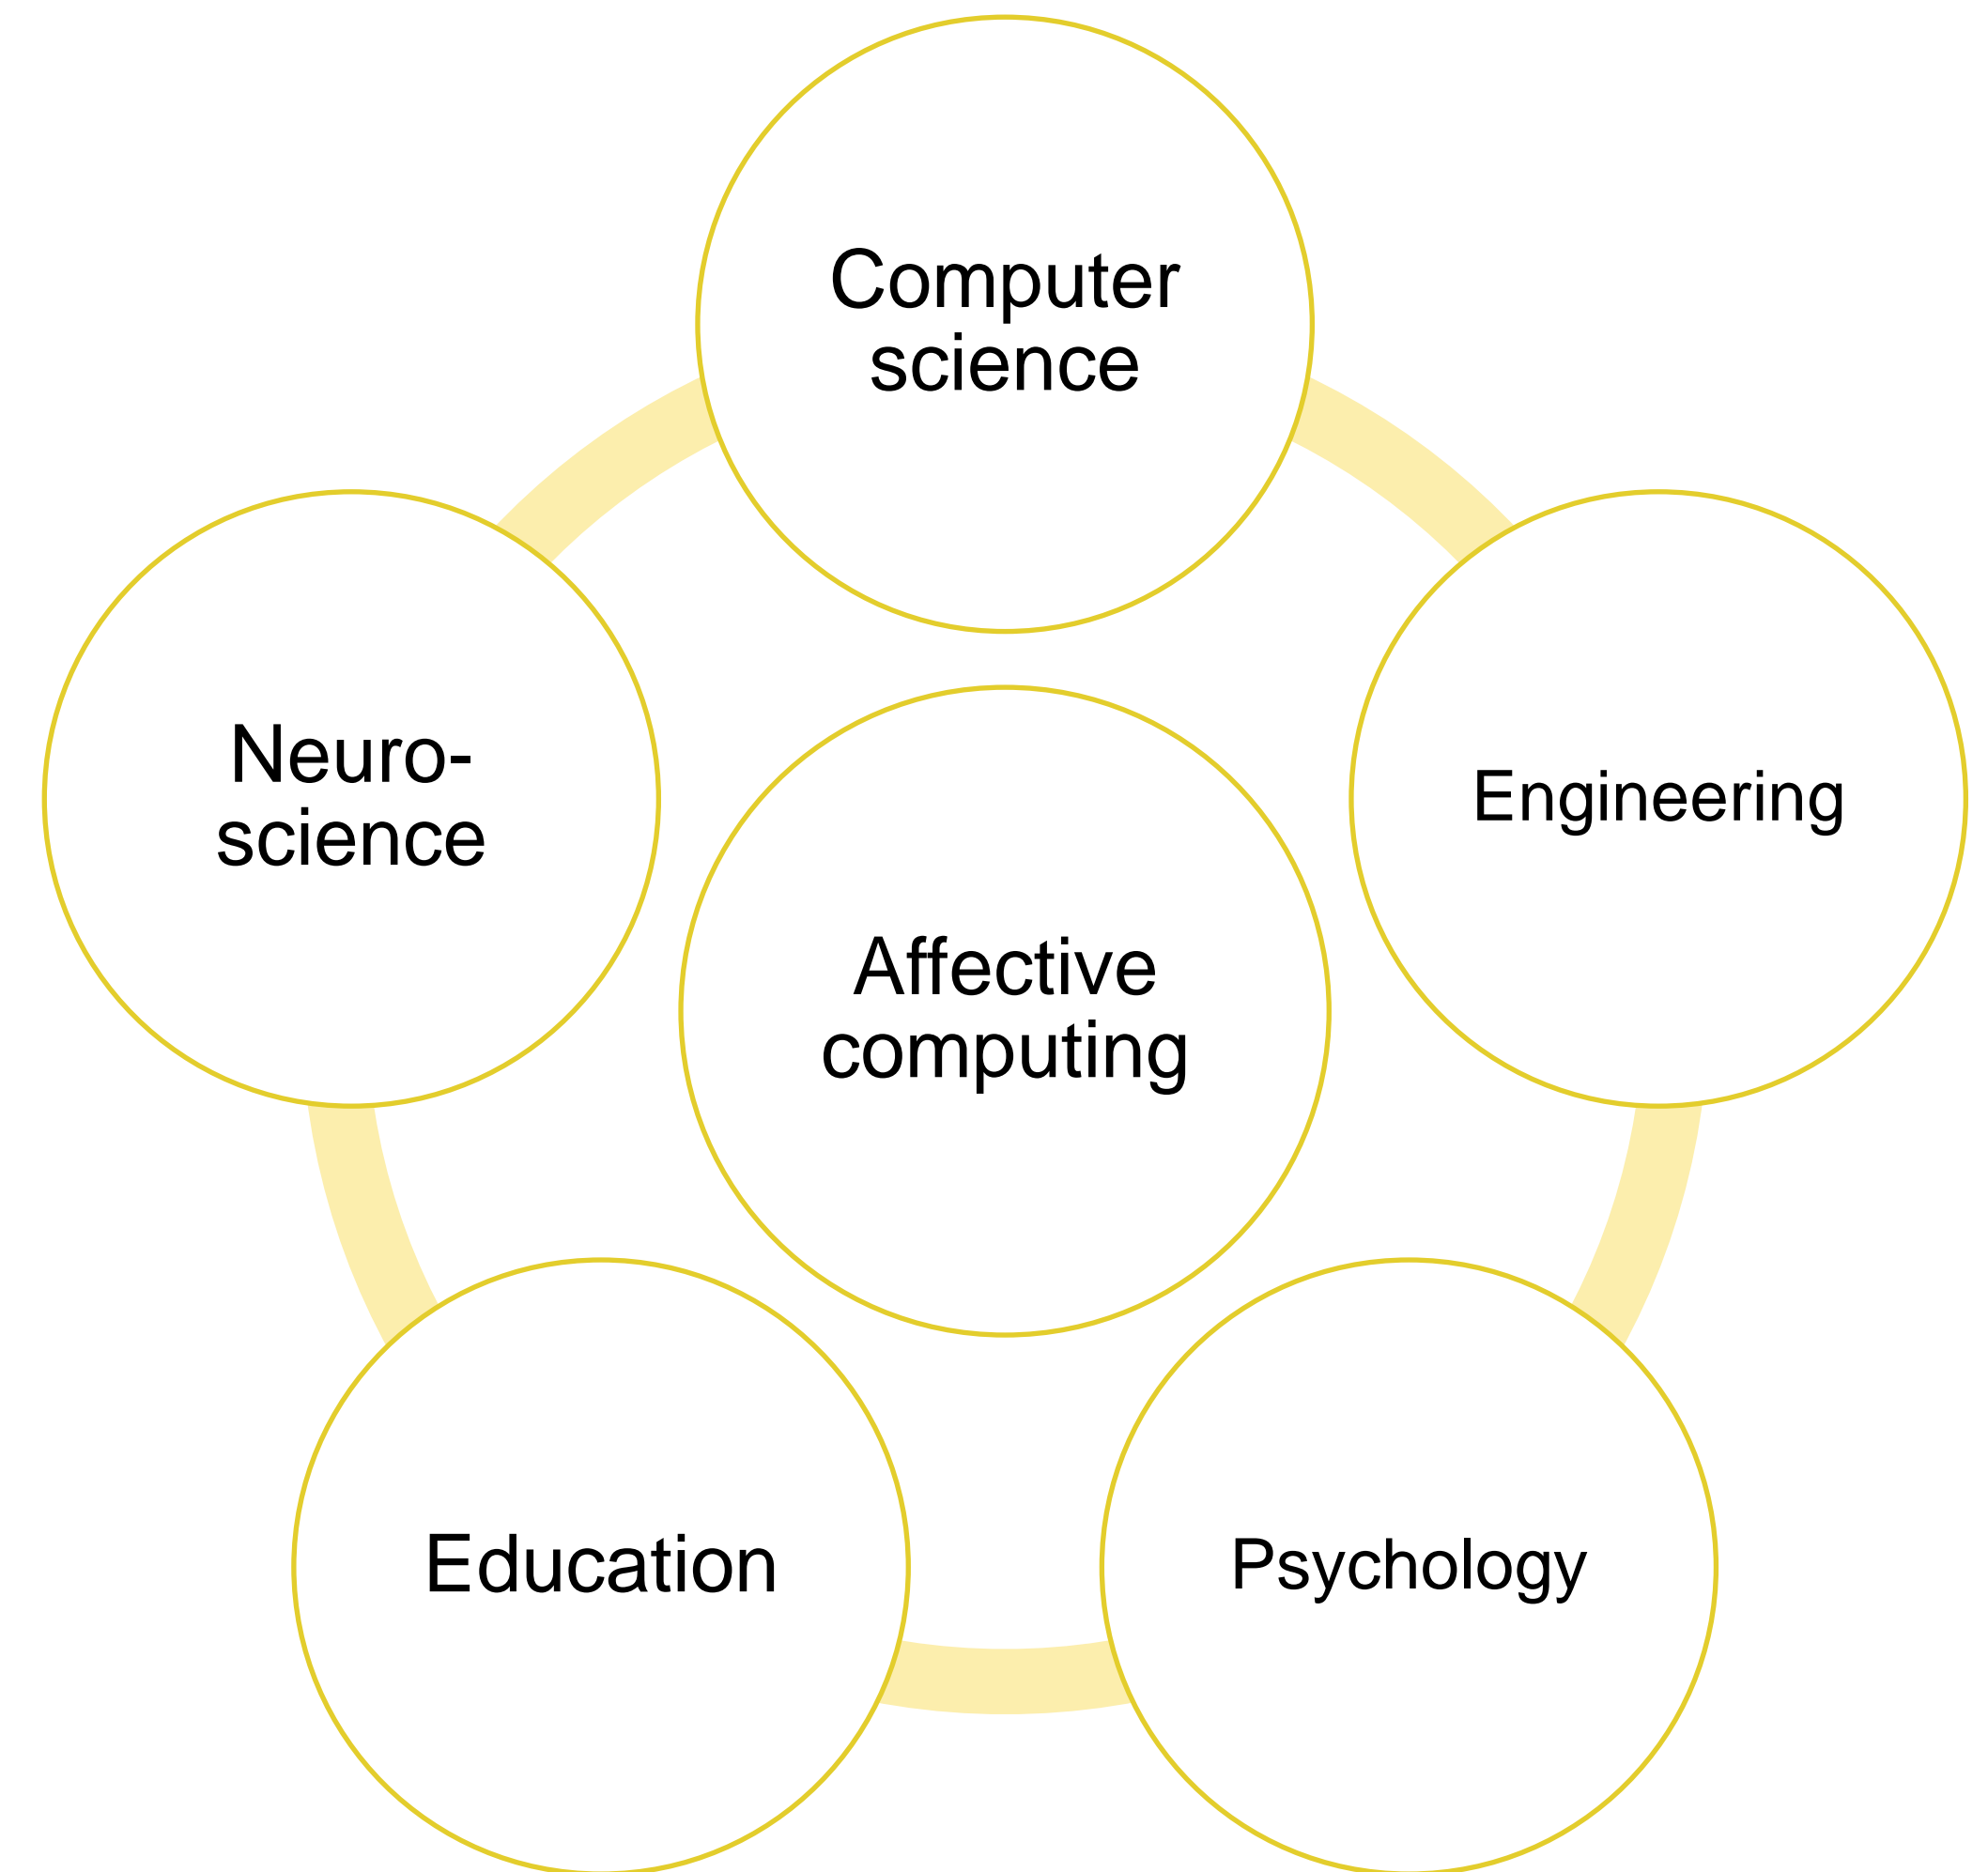 Computer
science
Neuro-
science
Engineering
Affective
computing
Education
Psychology